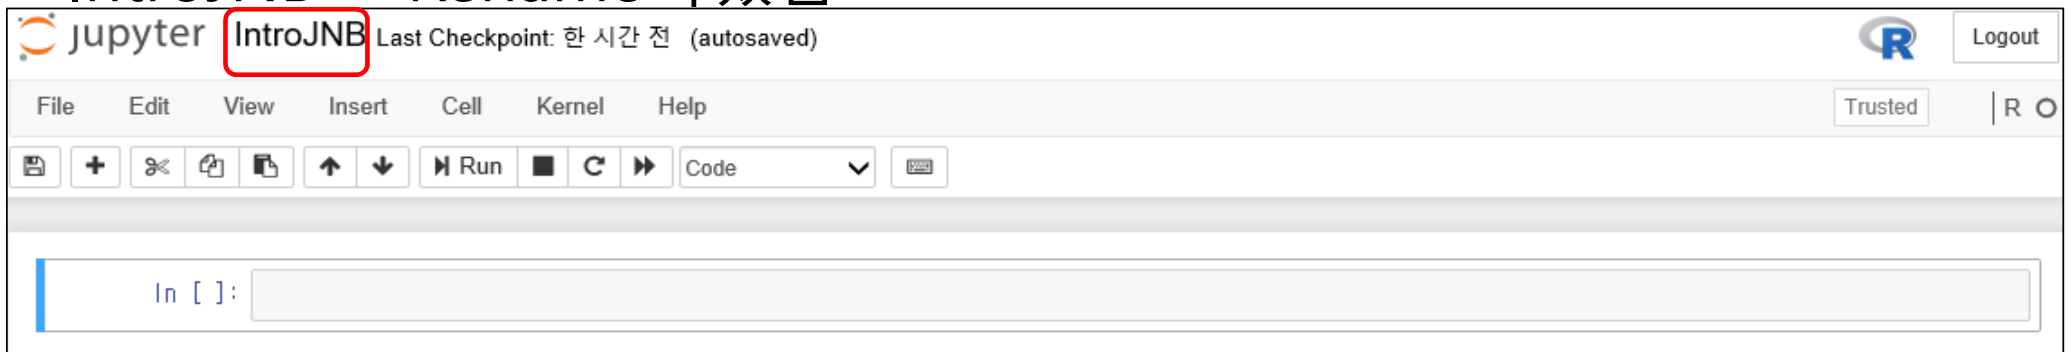 jupyter IntroJNB Last Checkpoint: 한 시간 전 (autosaved) R Logout
File Edit View Insert Cell Kernel Help Trusted | R
Run Code
In [ ]: